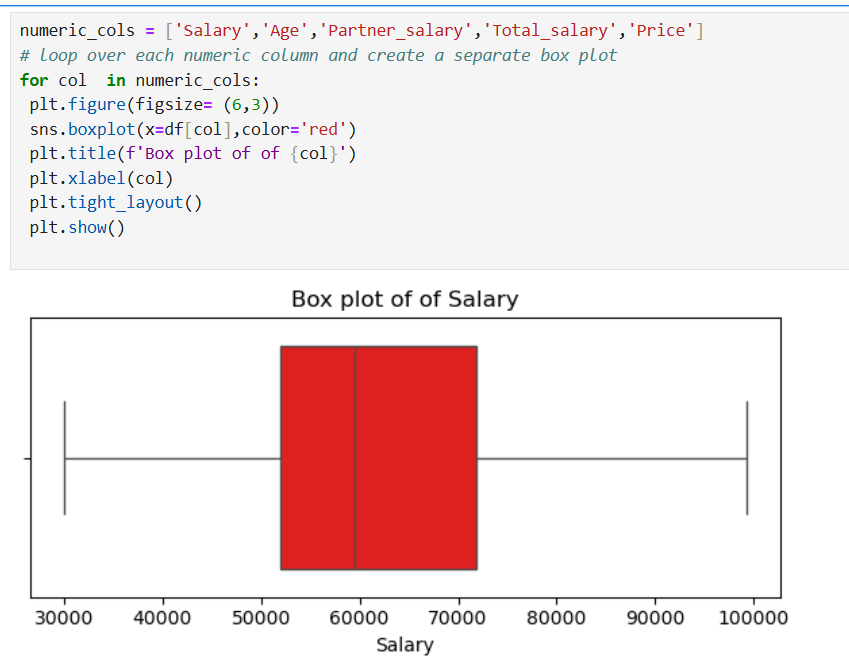 numeric_cols = ['Salary','Age','Partner_salary','Total_salary','Price']
# loop over each numeric column and create a separate box plot
for col  in numeric_cols:
 plt.figure(figsize= (6,3))
 sns.boxplot(x=df[col],color='red')
 plt.title(f'Box plot of of {col}')
 plt.xlabel(col)
 plt.tight_layout()
 plt.show()
Box plot of of Salary
30000 40000 50000 60000 70000 80000 90000 100000
Salary